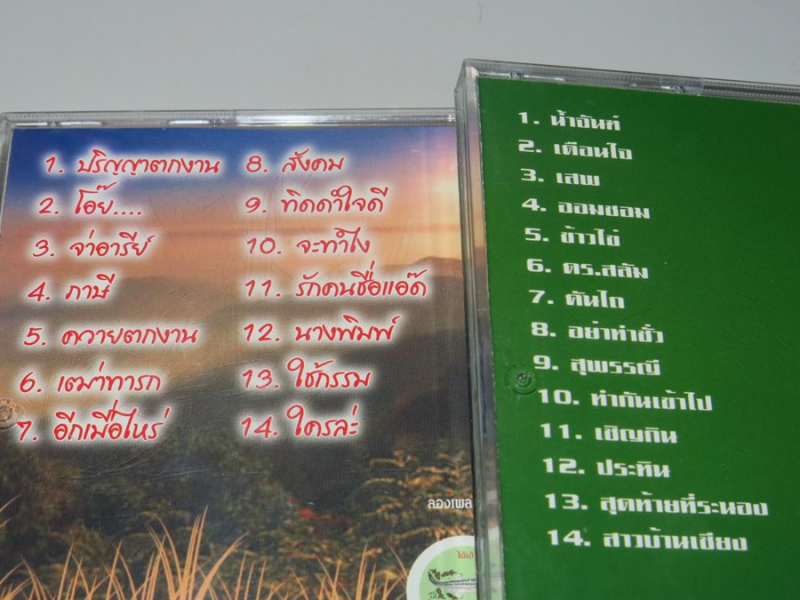 1. ปริญญาตกงาน
2. โอ๊ย....
3. จ่าอารีย์
4. ภาษี
5. ควายตกงาน
6. เฒ่าทารก
7. อีกเมื่อไหร่
8. สังคม
9. ทิดดำใจดี
10. จะทำไง
11. รักคนชื่อแอ๊ด
12. นางพิมพ์
13. ใช้กรรม
14. ใครล่ะ
ลองเพล
1. น้ำจันท์
2. เตือนใจ
3. เสพ
4. ออมชอม
5. ข้าวไข่
6. ดร.สลัม
7. คันไถ
8. อย่าทำชั่ว
9. สุพรรณี
10. ทำกันเข้าไป
11. เชิญกิน
12. ประทิน
13. สุดท้ายที่ระนอง
14. สาวบ้านเชียง